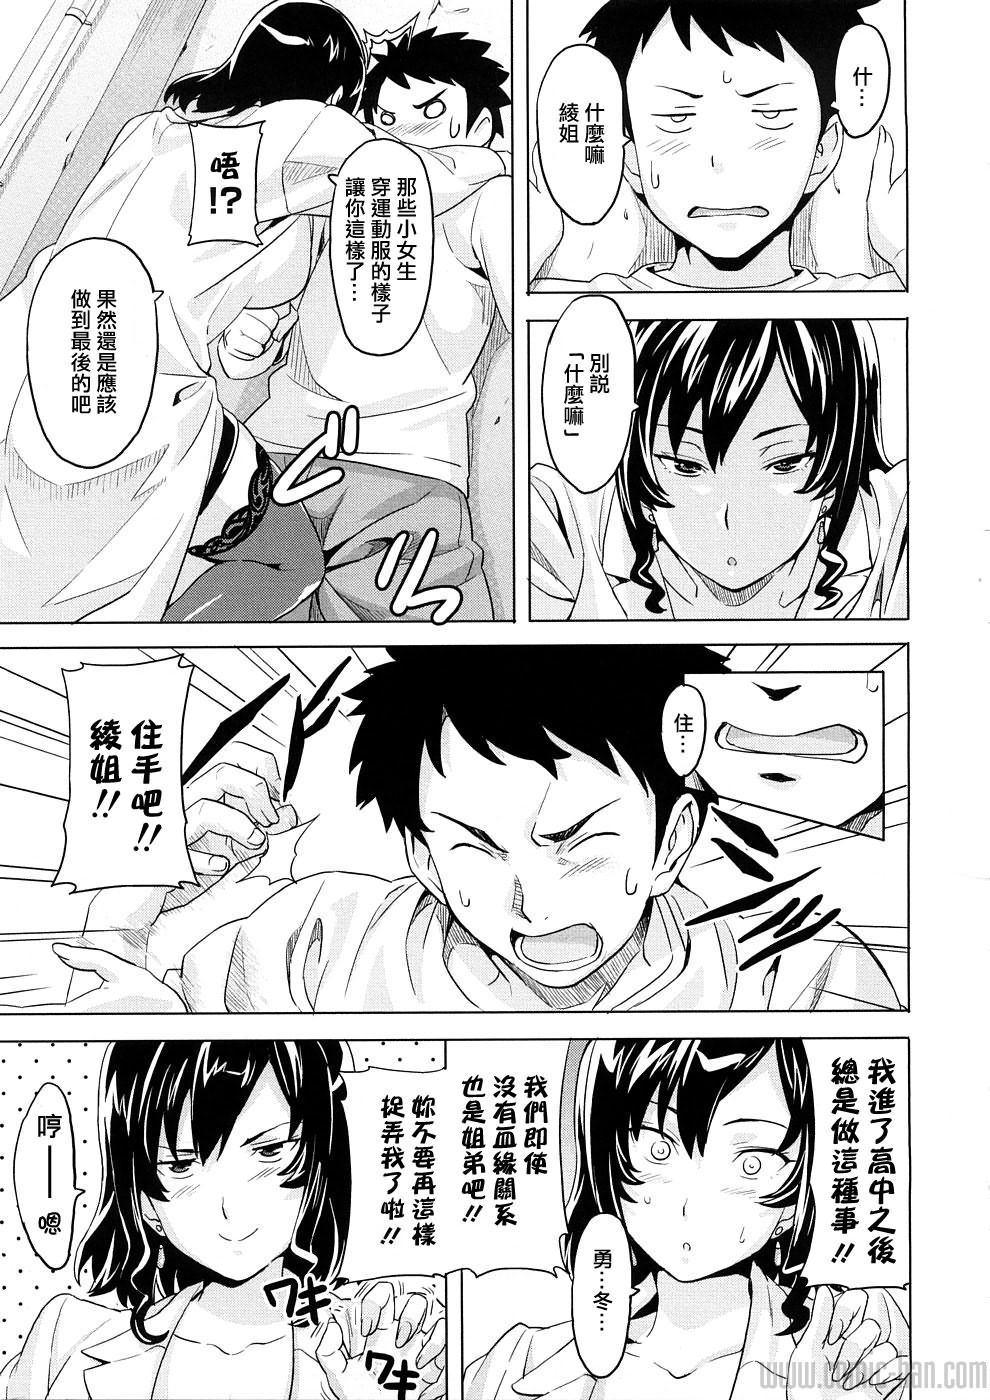 什…
什麼嘛
綾姐
別説
「什麼嘛」
那些小女生
穿運動服的樣子
讓你這樣了…
唔!?
果然還是應該
做到最後的吧
住…
住手吧!!
綾姐!!
我進了高中之後
總是做這種事!!
勇…冬…
我們即使
沒有血緣關系
也是姐弟吧!!
妳不要再這樣
捉弄我了啦!!
哼——嗯
ワキ
ワキ
www.comic-han.com